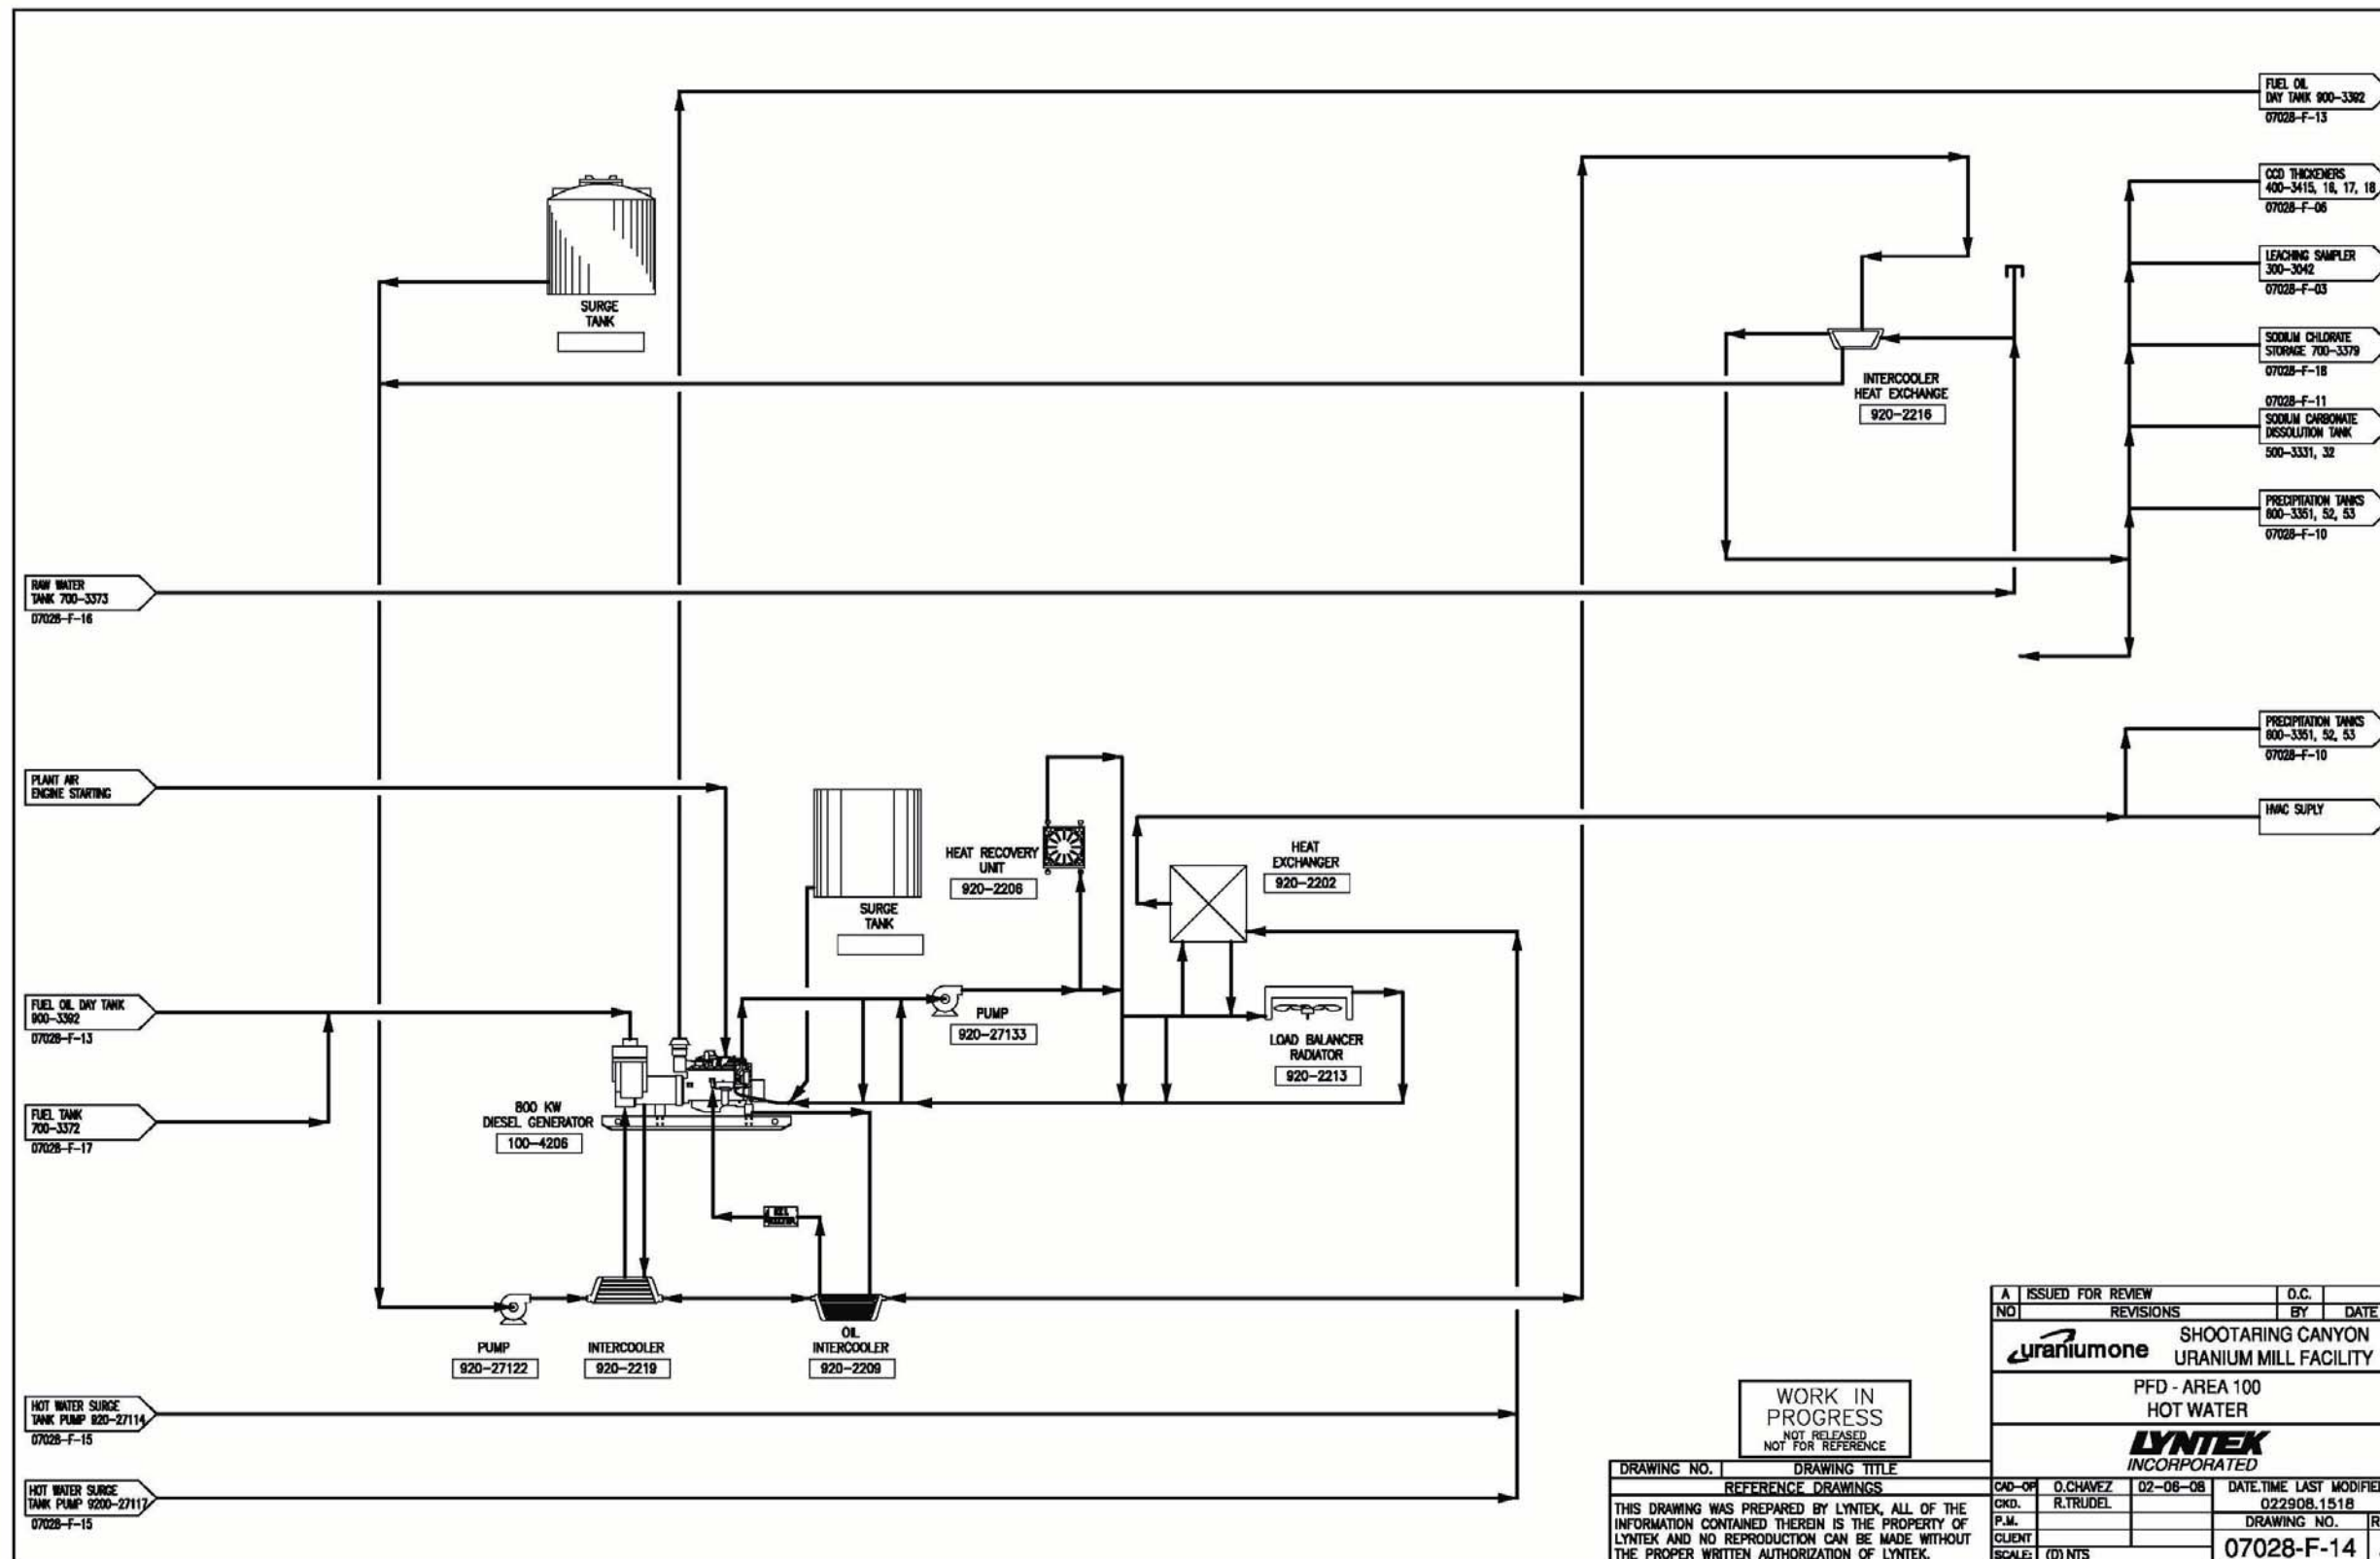 FUEL OIL
DAY TANK 900-3392
07028-F-13
CCD THICKENERS
400-3415, 16, 17, 18
07028-F-06
LEACHING SAMPLER
300-3042
07028-F-03
SODIUM CHLORATE
STORAGE 700-3379
07028-F-18
07028-F-11
SODIUM CARBONATE
DISSOLUTION TANK
500-3331, 32
PRECIPITATION TANKS
600-3351, 52, 53
07028-F-10
SURGE
TANK
INTERCOOLER
HEAT EXCHANGE
920-2216
RAW WATER
TANK 700-3373
07028-F-16
PRECIPITATION TANKS
600-3351, 52, 53
07028-F-10
PLANT AIR
ENGINE STARTING
HVAC SUPLY
HEAT RECOVERY
UNIT
920-2206
HEAT
EXCHANGER
920-2202
SURGE
TANK
FUEL OIL DAY TANK
900-3392
07028-F-13
PUMP
920-27133
LOAD BALANCER
RADIATOR
920-2213
FUEL TANK
700-3372
07028-F-17
800 KW
DIESEL GENERATOR
100-4206
PUMP
920-27122
INTERCOOLER
920-2219
OIL
INTERCOOLER
920-2209
HOT WATER SURGE
TANK PUMP 920-27114
07028-F-15
HOT WATER SURGE
TANK PUMP 9200-27117
07028-F-15
WORK IN
PROGRESS
NOT RELEASED
NOT FOR REFERENCE
DRAWING NO. DRAWING TITLE
REFERENCE DRAWINGS
THIS DRAWING WAS PREPARED BY LYNTEK, ALL OF THE
INFORMATION CONTAINED THEREIN IS THE PROPERTY OF
LYNTEK AND NO REPRODUCTION CAN BE MADE WITHOUT
THE PROPER WRITTEN AUTHORIZATION OF LYNTEK.
A ISSUED FOR REVIEW O.C.
NO REVISIONS BY DATE
uraniumone
SHOOTARING CANYON
URANIUM MILL FACILITY
PFD - AREA 100
HOT WATER
LYNTEK
INCORPORATED
CAD-OP O.CHAVEZ 02-06-08 DATE.TIME LAST MODIFIE
CKD. R.TRUDEL 022908.1518
P.M. DRAWING NO. R
CLIENT 07028-F-14
SCALE: (D) NTS